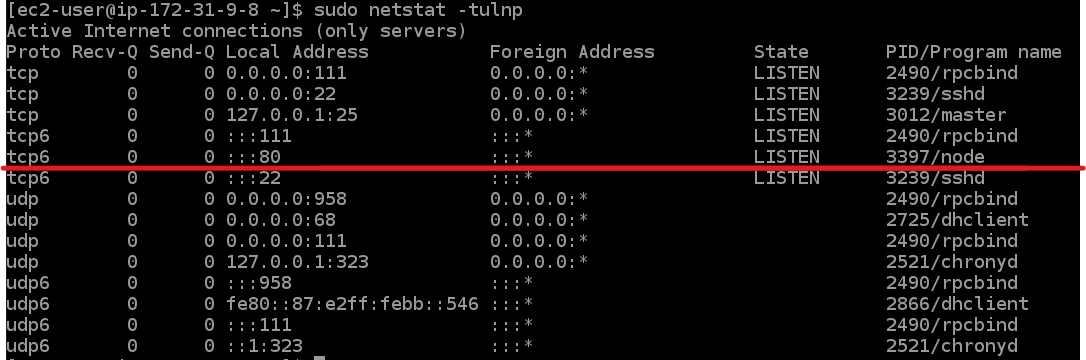 [ec2-user@ip-172-31-9-8 ~]$ sudo netstat -tulnp
Active Internet connections (only servers)
Proto Recv-Q Send-Q Local Address Foreign Address State PID/Program name
tcp 0 0 0.0.0.0:111 0.0.0.0:* LISTEN 2490/rpcbind
tcp 0 0 0.0.0.0:22 0.0.0.0:* LISTEN 3239/sshd
tcp 0 0 127.0.0.1:25 0.0.0.0:* LISTEN 3012/master
tcp6 0 0 :::111 :::* LISTEN 2490/rpcbind
tcp6 0 0 :::80 :::* LISTEN 3397/node
tcp6 0 0 :::22 :::* LISTEN 3239/sshd
udp 0 0 0.0.0.0:958 0.0.0.0:* 2490/rpcbind
udp 0 0 0.0.0.0:68 0.0.0.0:* 2725/dhclient
udp 0 0 0.0.0.0:111 0.0.0.0:* 2490/rpcbind
udp 0 0 127.0.0.1:323 0.0.0.0:* 2521/chronyd
udp6 0 0 :::958 :::* 2490/rpcbind
udp6 0 0 fe80::87:e2ff:febb::546 :::* 2866/dhclient
udp6 0 0 :::111 :::* 2490/rpcbind
udp6 0 0 ::1:323 :::* 2521/chronyd